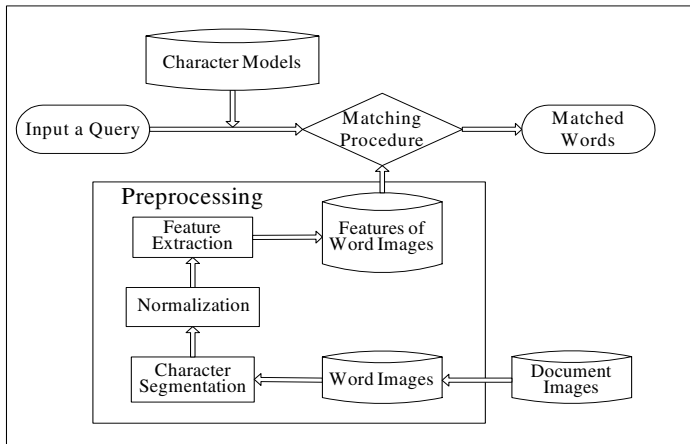 Character Models
Input a Query
Matching
Procedure
Matched
Words
Preprocessing
Feature
Extraction
Features of
Word Images
Normalization
Character
Segmentation
Word Images
Document
Images